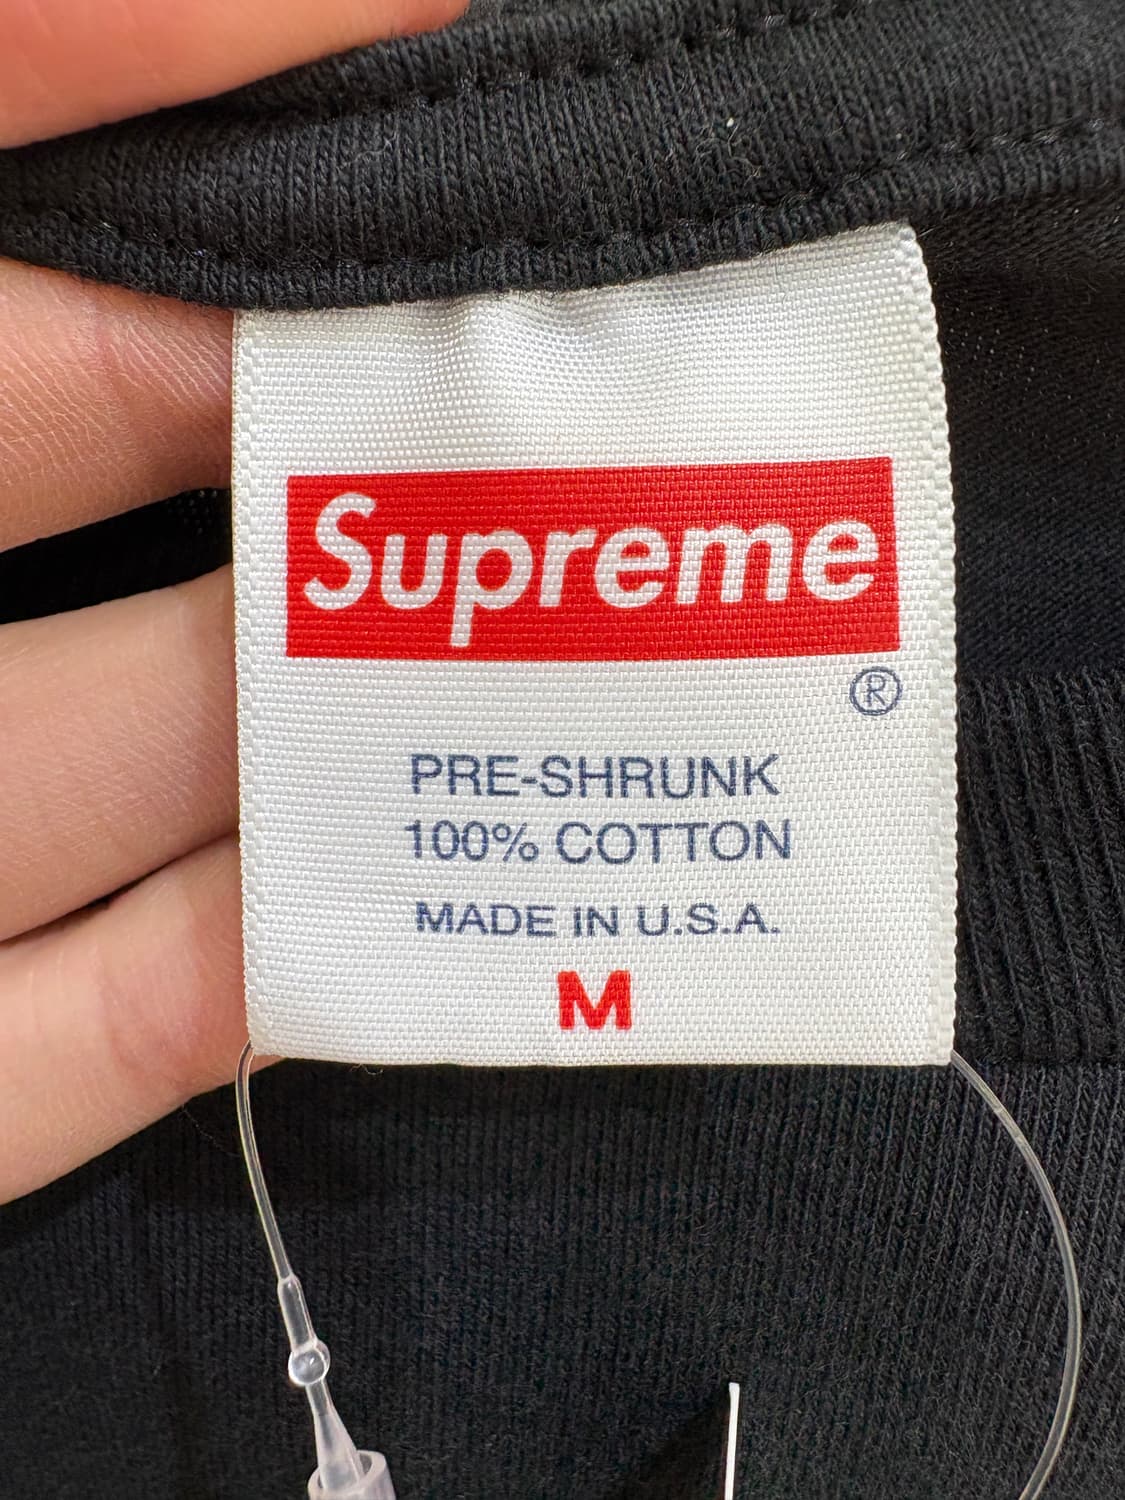 Supreme
®
PRE-SHRUNK
100% COTTON
MADE IN U.S.A.
M